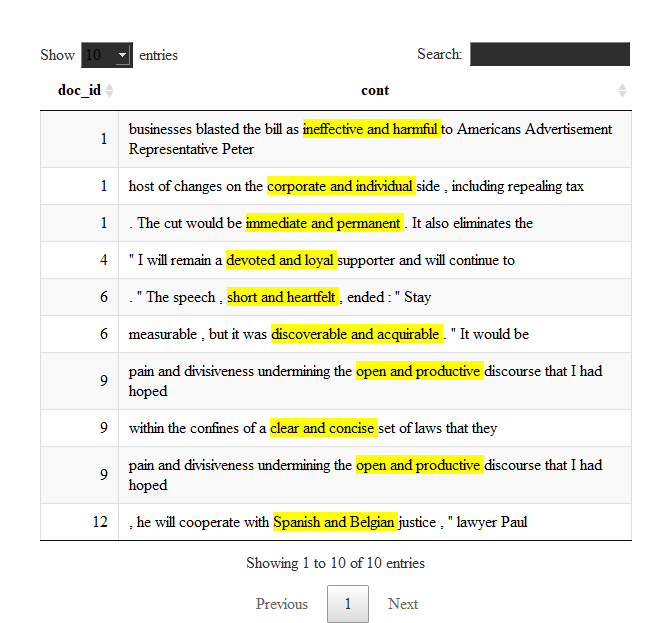 Show 10 entries Search:
doc_id cont
1 businesses blasted the bill as ineffective and harmful to Americans Advertisement
Representative Peter
1 host of changes on the corporate and individual side , including repealing tax
1 . The cut would be immediate and permanent . It also eliminates the
4 " I will remain a devoted and loyal supporter and will continue to
6 . " The speech , short and heartfelt , ended : " Stay
6 measurable , but it was discoverable and acquirable . " It would be
9 pain and divisiveness undermining the open and productive discourse that I had
hoped
9 within the confines of a clear and concise set of laws that they
9 pain and divisiveness undermining the open and productive discourse that I had
hoped
12 , he will cooperate with Spanish and Belgian justice , " lawyer Paul
Showing 1 to 10 of 10 entries
Previous 1 Next